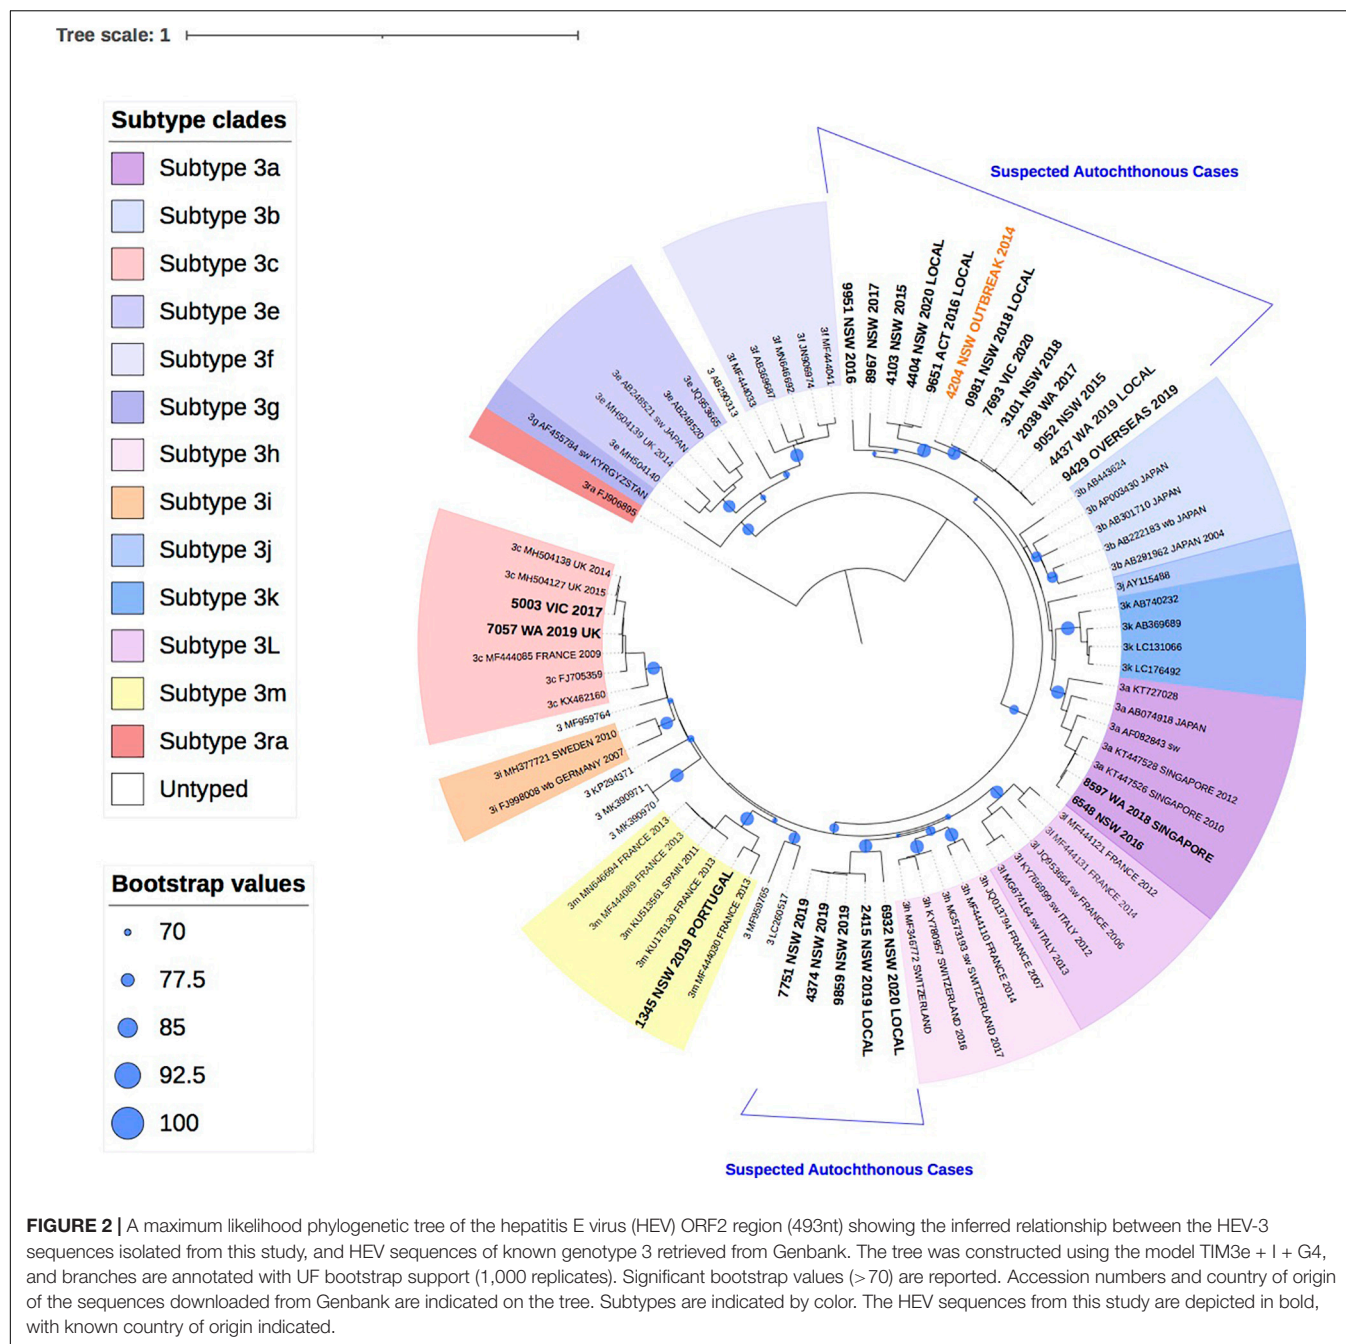 Tree scale: 1
Subtype clades
Subtype 3a
Subtype 3b
Subtype 3c
Subtype 3e
Subtype 3f
Subtype 3g
Subtype 3h
Subtype 3i
Subtype 3j
Subtype 3k
Subtype 3L
Subtype 3m
Subtype 3ra
Untyped
Bootstrap values
70
77.5
85
92.5
100
Suspected Autochthonous Cases
3ra FJ906895
3g AF455784 sw KYRGYZSTAN
3e MH504140
3e MH504139 UK 2014
3e AB248521 sw JAPAN
3e AB248520
3e JQ953665
3 AB290313
3f MF444033
3f AB369687
3f MN646692
3f JN906974
3f MF444041
9951 NSW 2016
8967 NSW 2017
4103 NSW 2015
4404 NSW 2020 LOCAL
9651 ACT 2016 LOCAL
4204 NSW OUTBREAK 2014
0981 NSW 2018 LOCAL
7693 VIC 2020
3101 NSW 2018
2038 WA 2017
9052 NSW 2015
4437 WA 2019 LOCAL
9429 OVERSEAS 2019
3b AB443624
3b AP003430 JAPAN
3b AB301710 JAPAN
3b AB222183 wb JAPAN
3b AB291962 JAPAN 2004
3j AY115488
3k AB740232
3k AB369689
3k LC131066
3k LC176492
3a KT727028
3a AB074918 JAPAN
3a AF082843 sw
3a KT447528 SINGAPORE 2012
3a KT447526 SINGAPORE 2010
8597 WA 2018 SINGAPORE
6548 NSW 2016
3l MF444121 FRANCE 2012
3l MF444131 FRANCE 2014
3l JQ953664 sw FRANCE 2006
3l KY766999 sw ITALY 2012
3l MG674164 sw ITALY 2013
3h JQ013794 FRANCE 2007
3h MF444110 FRANCE 2014
3h MG573193 sw SWITZERLAND 2017
3h KY780957 SWITZERLAND 2016
3h MF346772 SWITZERLAND
6932 NSW 2020 LOCAL
2415 NSW 2019 LOCAL
9859 NSW 2019
4374 NSW 2019
7751 NSW 2019
3 LC260517
3 MF959765
3m MF444030 FRANCE 2013
1345 NSW 2019 PORTUGAL
3m KU176130 FRANCE 2013
3m KU513561 SPAIN 2011
3m MF444089 FRANCE 2013
3m MN646694 FRANCE 2013
3 MK390970
3 MK390971
3 KP294371
3i FJ998008 wb GERMANY 2007
3i MH377721 SWEDEN 2010
3 MF959764
3c KX462160
3c FJ705359
3c MF444085 FRANCE 2009
7057 WA 2019 UK
5003 VIC 2017
3c MH504127 UK 2015
3c MH504138 UK 2014
Suspected Autochthonous Cases
FIGURE 2 | A maximum likelihood phylogenetic tree of the hepatitis E virus (HEV) ORF2 region (493nt) showing the inferred relationship between the HEV-3
sequences isolated from this study, and HEV sequences of known genotype 3 retrieved from Genbank. The tree was constructed using the model TIM3e + I + G4,
and branches are annotated with UF bootstrap support (1,000 replicates). Significant bootstrap values (>70) are reported. Accession numbers and country of origin
of the sequences downloaded from Genbank are indicated on the tree. Subtypes are indicated by color. The HEV sequences from this study are depicted in bold,
with known country of origin indicated.